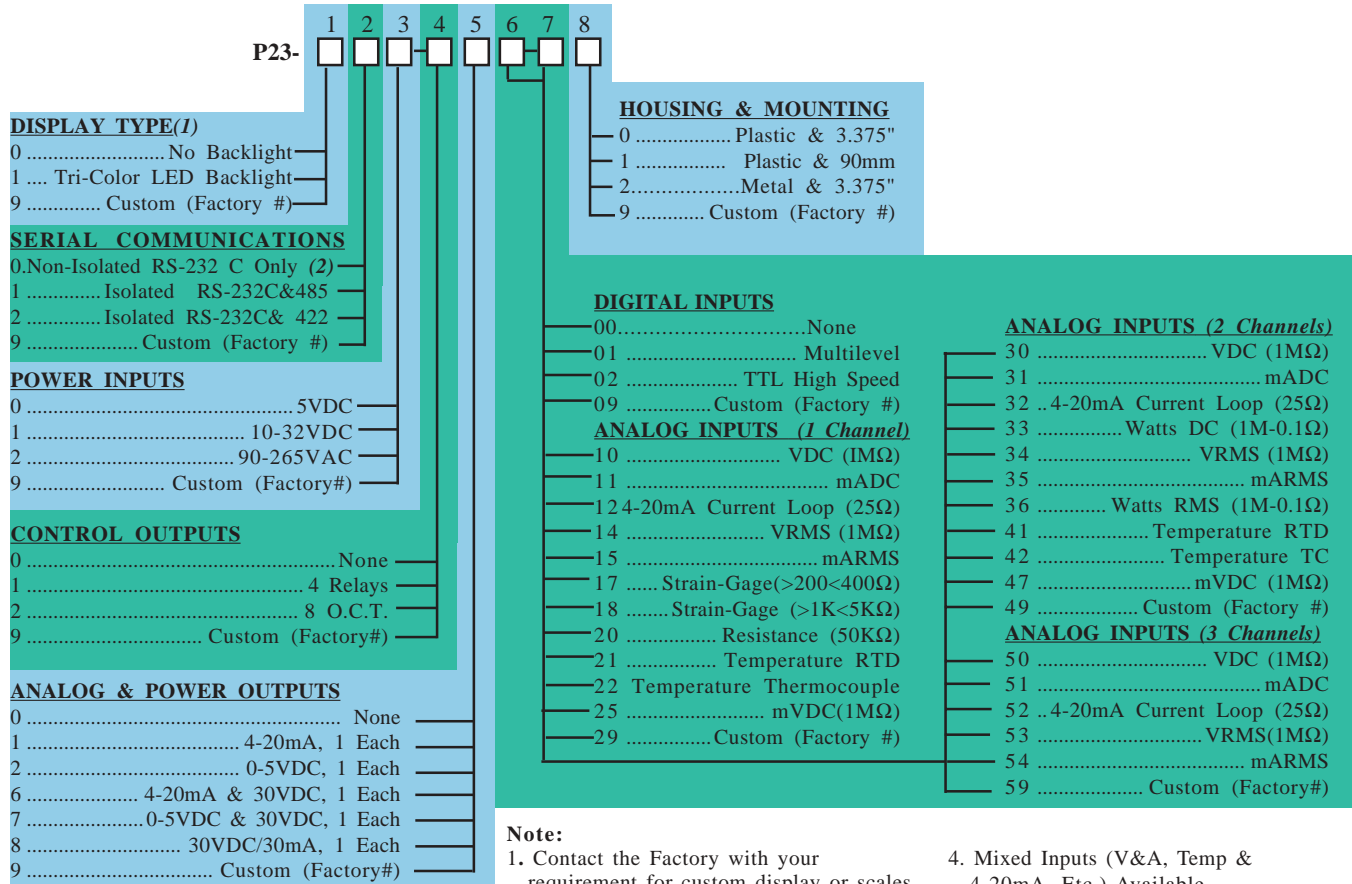 1 2 3 4 5 6 7 8
P23-
DISPLAY TYPE(1)
0 .......................... No Backlight
1 .... Tri-Color LED Backlight
9 ............. Custom (Factory #)
SERIAL COMMUNICATIONS
0.Non-Isolated RS-232 C Only (2)
1 .............. Isolated RS-232C&485
2 ............. Isolated RS-232C& 422
9 .................... Custom (Factory #)
POWER INPUTS
0 .................................................. 5VDC
1 ......................................... 10-32VDC
2 ....................................... 90-265VAC
9 .......................... Custom (Factory#)
CONTROL OUTPUTS
0 .......................................................... None
1 .................................................... 4 Relays
2 ................................................... 8 O.C.T.
9 ................................. Custom (Factory#)
ANALOG & POWER OUTPUTS
0 ........................................................... None
1 ........................................ 4-20mA, 1 Each
2 ........................................ 0-5VDC, 1 Each
6 ..................... 4-20mA & 30VDC, 1 Each
7 ......................0-5VDC & 30VDC, 1 Each
8 ............................. 30VDC/30mA, 1 Each
9 .................................. Custom (Factory#)
HOUSING & MOUNTING
0 .................. Plastic & 3.375"
1 ................ Plastic & 90mm
2..................Metal & 3.375"
9 ............. Custom (Factory #)
DIGITAL INPUTS
00.............................None
01 ................................ Multilevel
02 ..................... TTL High Speed
09 ................Custom (Factory #)
ANALOG INPUTS (1 Channel)
10 ............................. VDC (IMΩ)
11 ...................................... mADC
12 4-20mA Current Loop (25Ω)
14 .......................... VRMS (1MΩ)
15 .................................... mARMS
17 ...... Strain-Gage(>200<400Ω)
18 ........ Strain-Gage (>1K<5KΩ)
20 ................. Resistance (50KΩ)
21 ................. Temperature RTD
22 Temperature Thermocouple
25 .......................... mVDC(1MΩ)
29 ................Custom (Factory #)
ANALOG INPUTS (2 Channels)
30 ................................ VDC (1MΩ)
31 .......................................... mADC
32 .. 4-20mA Current Loop (25Ω)
33 ................Watts DC (1M-0.1Ω)
34 ............................. VRMS (1MΩ)
35 ....................................... mARMS
36 ............. Watts RMS (1M-0.1Ω)
41 .....................Temperature RTD
42 ........................ Temperature TC
47 ..............................mVDC (1MΩ)
49 ................... Custom (Factory #)
ANALOG INPUTS (3 Channels)
50 ................................ VDC (1MΩ)
51 .......................................... mADC
52 .. 4-20mA Current Loop (25Ω)
53 ...............................VRMS(1MΩ)
54 ....................................... mARMS
59 .................... Custom (Factory#)
Note:
1. Contact the Factory with your
requirement for custom display or scales
4. Mixed Inputs (V&A, Temp &
4-20mA, Etc.) Available